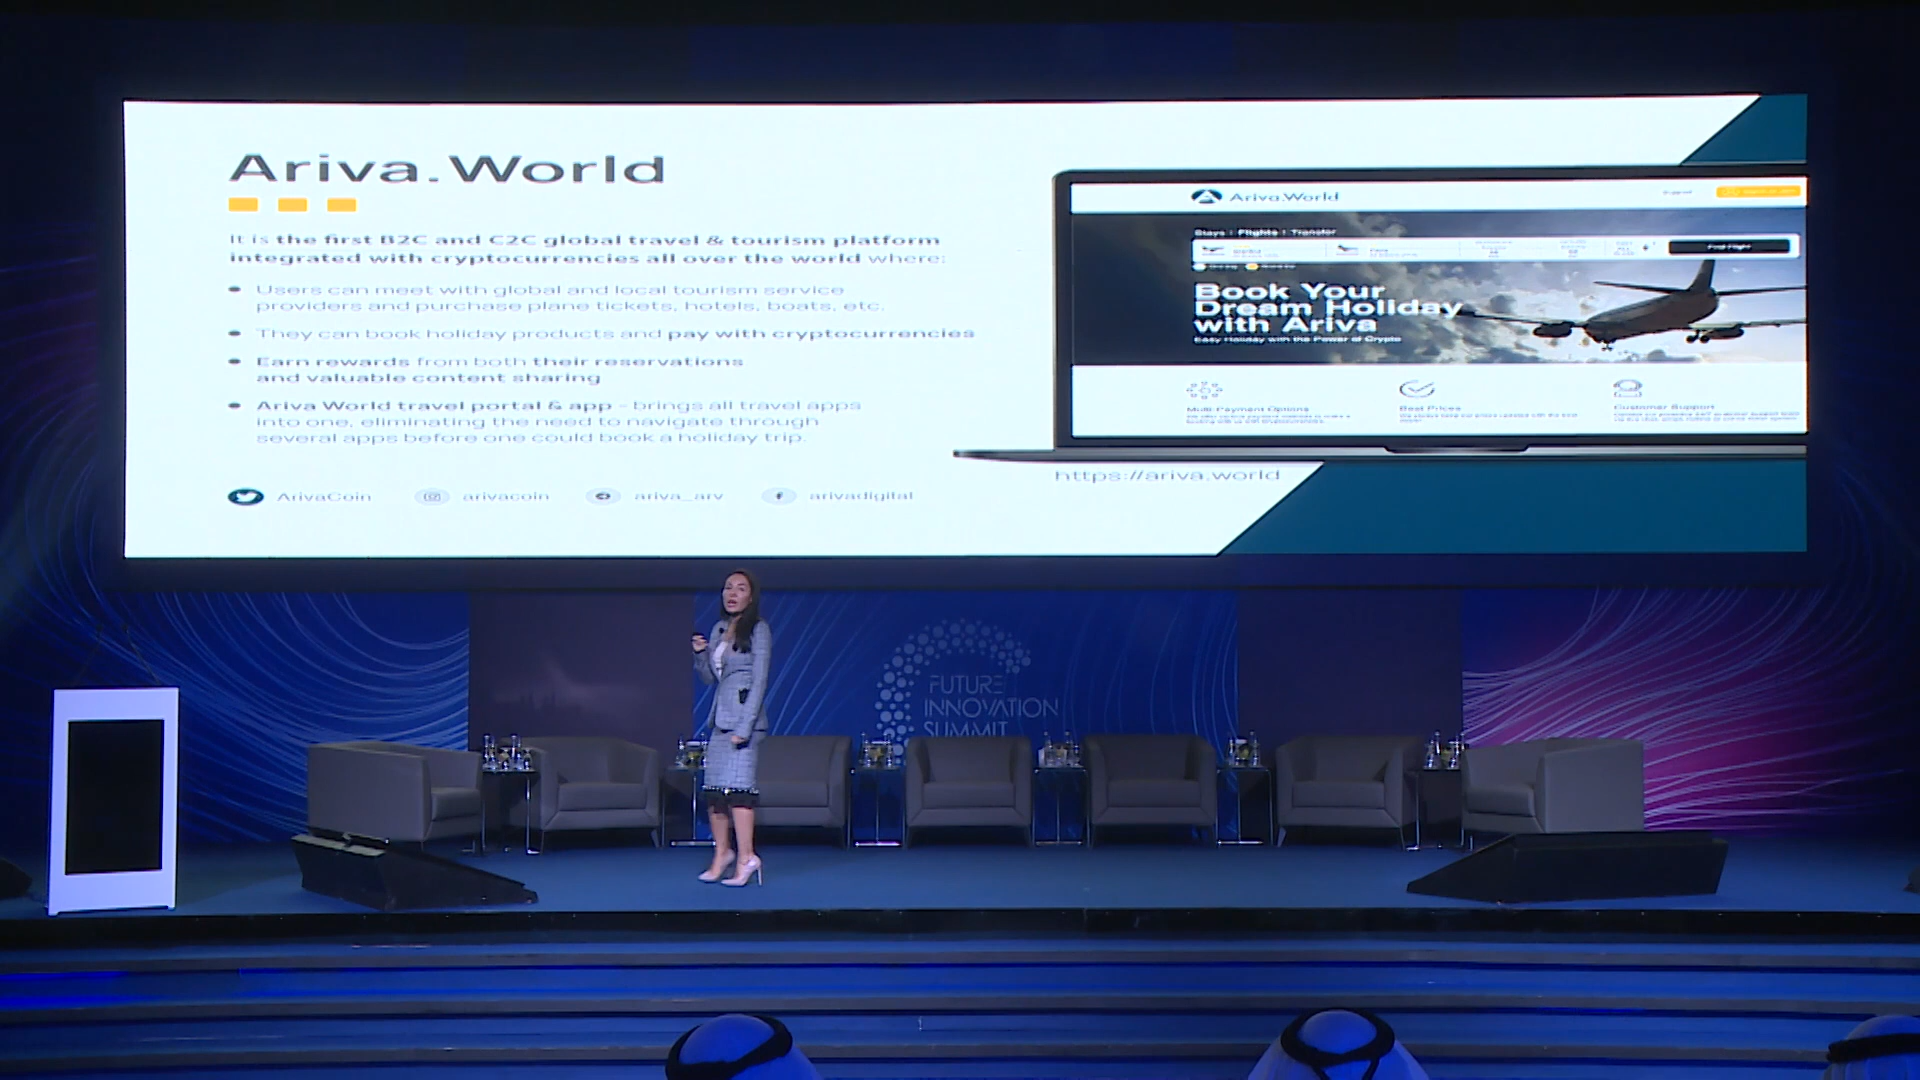 Ariva.World
It is the first B2C and C2C global travel & tourism platform
integrated with cryptocurrencies all over the world where:
• Users can meet with global and local tourism service
providers and purchase plane tickets, hotels, boats, etc.
• They can book holiday products and pay with cryptocurrencies
• Earn rewards from both their reservations
and valuable content sharing
• Ariva World travel portal & app - brings all travel apps
into one, eliminating the need to navigate through
several apps before one could book a holiday trip.
ArivaCoin
arivacoin
ariva_arv
arivadigital
Ariva.World
Support
Stays Flights Transfer
Find Flight
Book Your
Dream Holiday
with Ariva
Easy Holiday with the Power of Crypto
Multi-Payment Options
Best Prices
Customer Support
https://ariva.world
FUTURE
INNOVATION
SUMMIT